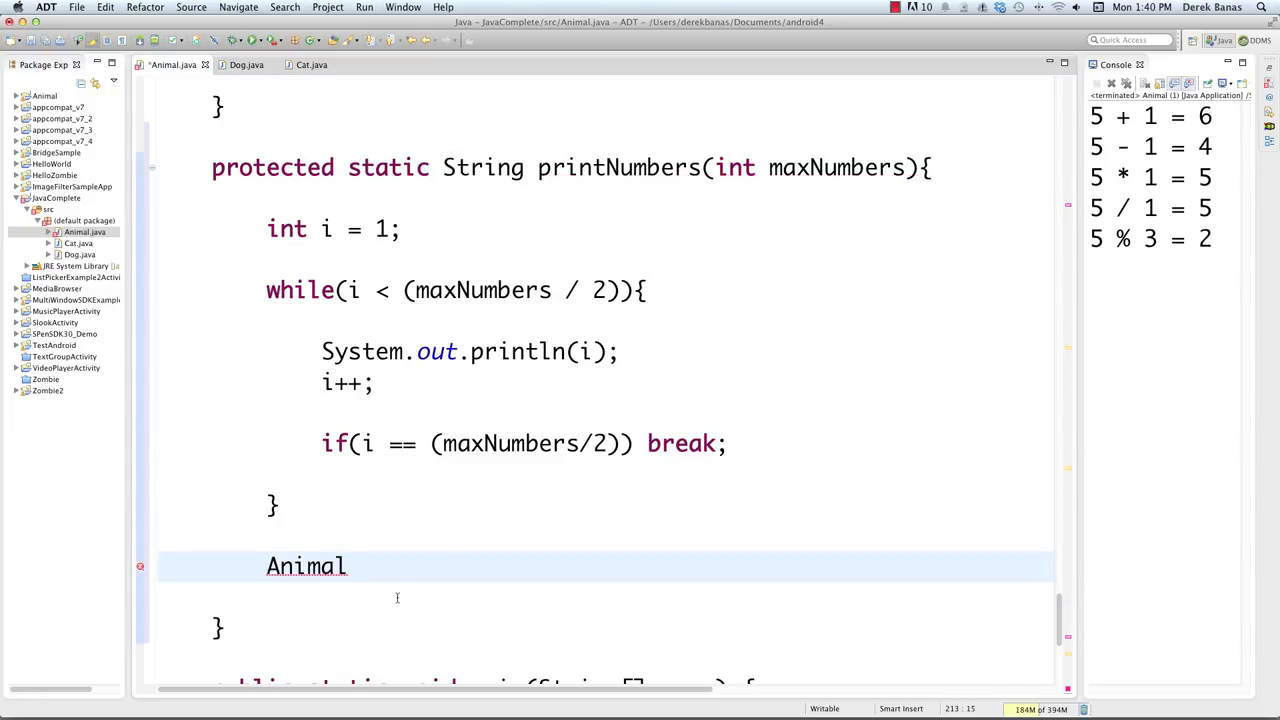 ADT File Edit Refactor Source Navigate Search Project Run Window Help
10 Mon 1:40 PM Derek Banas
Java – JavaComplete/src/Animal.java – ADT – /Users/derekbanas/Documents/android4
Quick Access
Java
DDMS
Package Exp
*Animal.java
Dog.java
Cat.java
Console
Animal
appcompat_v7
appcompat_v7_2
appcompat_v7_3
appcompat_v7_4
BridgeSample
HelloWorld
HelloZombie
ImageFilterSampleApp
JavaComplete
src
(default package)
Animal.java
Cat.java
Dog.java
JRE System Library [Ja
ListPickerExample2Activi
MediaBrowser
MultiWindowSDKExample
MusicPlayerActivity
SlookActivity
SPenSDK30_Demo
TestAndroid
TextGroupActivity
VideoPlayerActivity
Zombie
Zombie2
}
protected static String printNumbers(int maxNumbers){
int i = 1;
while(i < (maxNumbers / 2)){
System.out.println(i);
i++;
if(i == (maxNumbers/2)) break;
}
Animal
}
<terminated> Animal (1) [Java Application] /S
5 + 1 = 6
5 - 1 = 4
5 * 1 = 5
5 / 1 = 5
5 % 3 = 2
Writable
Smart Insert
213 : 15
184M of 394M